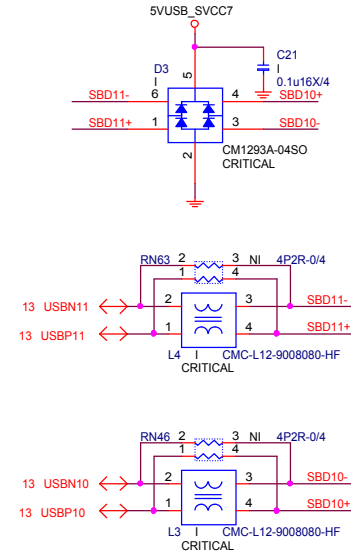 5VUSB_SVCC7
C21
I
0.1u16X/4
D3
I
5
SBD11- 6 4 SBD10+
SBD11+ 1 3 SBD10-
2
CM1293A-04SO
CRITICAL
RN63 2 3 NI 4P2R-0/4
1 4
13 USBN11 2 3 SBD11-
13 USBP11 1 4 SBD11+
L4 I CMC-L12-9008080-HF
CRITICAL
RN46 2 3 NI 4P2R-0/4
1 4
13 USBN10 2 3 SBD10-
13 USBP10 1 4 SBD10+
L3 I CMC-L12-9008080-HF
CRITICAL